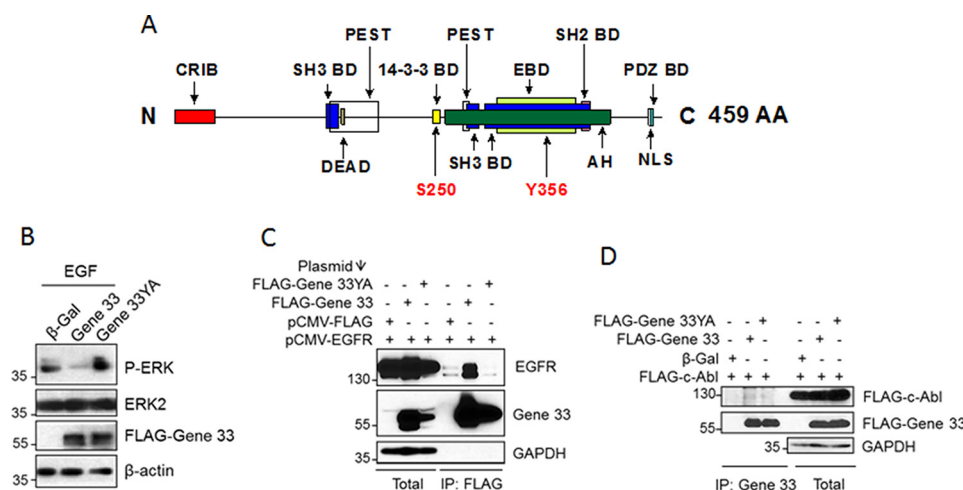 A
PEST PEST SH2 BD
CRIB SH3 BD 14-3-3 BD EBD PDZ BD
N C 459 AA
DEAD SH3 BD AH NLS
S250 Y356
B
EGF
β-Gal Gene 33 Gene 33YA
35 P-ERK
35 ERK2
55 FLAG-Gene 33
35 β-actin
C
Plasmid ↓
FLAG-Gene 33YA - - + - - +
FLAG-Gene 33 - + - - + -
pCMV-FLAG + - - + - -
pCMV-EGFR + + + + + +
130 EGFR
55 Gene 33
35 GAPDH
Total IP: FLAG
D
FLAG-Gene 33YA - - + - - +
FLAG-Gene 33 - + - - + -
β-Gal + - - + - -
FLAG-c-Abl + + + + + +
130 FLAG-c-Abl
55 FLAG-Gene 33
35 GAPDH
IP: Gene 33 Total